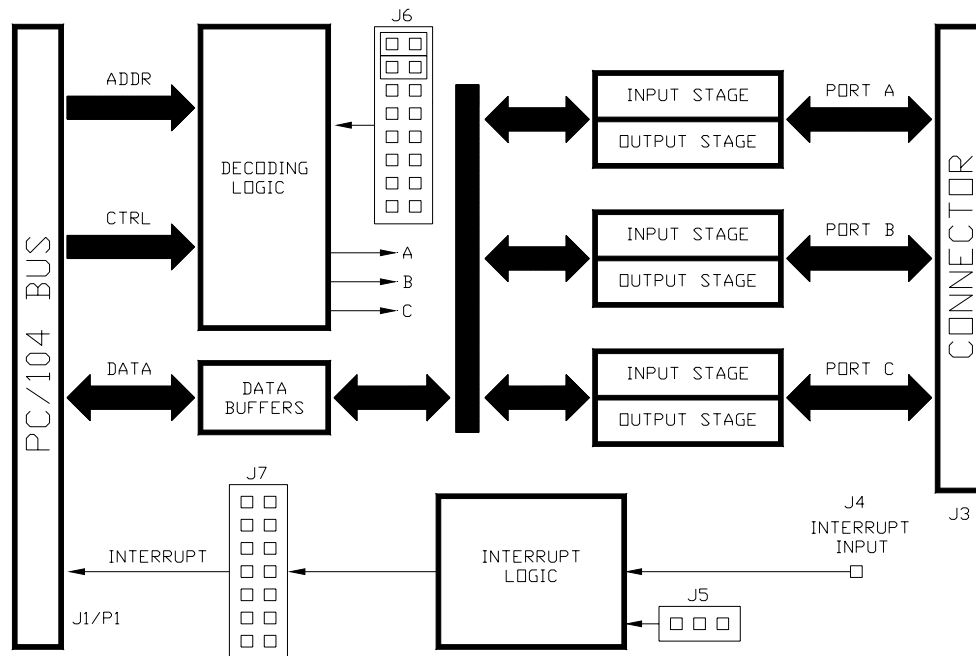 J6
ADDR
DECODING
LOGIC
CTRL
A
B
C
PC/104 BUS
DATA
DATA
BUFFERS
INPUT STAGE
OUTPUT STAGE
PORT A
INPUT STAGE
OUTPUT STAGE
PORT B
INPUT STAGE
OUTPUT STAGE
PORT C
CONNECTOR
J3
J7
INTERRUPT
J1/P1
INTERRUPT
LOGIC
J4
INTERRUPT
INPUT
J5